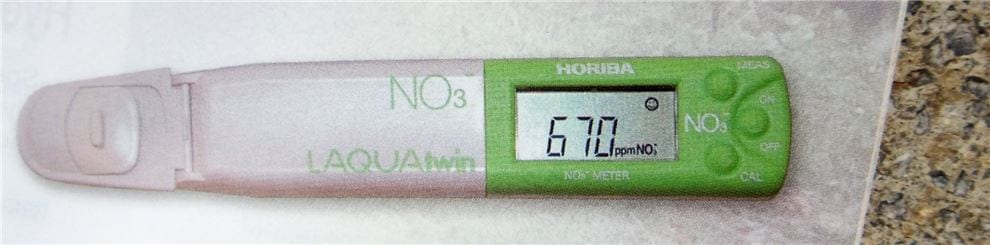 NO₃⁻
LAQUAtwin
HORIBA
670 ppmNO₃⁻
NO₃⁻ METER
NO₃⁻
MEAS
ON
OFF
CAL